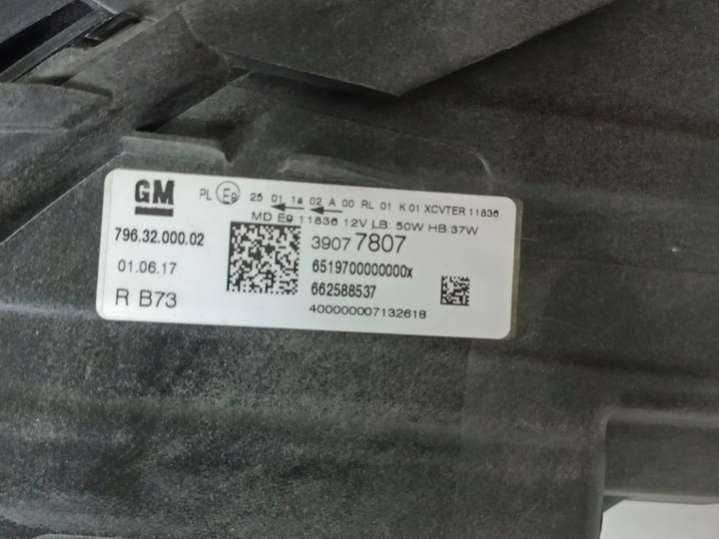 GM PL E9 25 01 1a 02 A 00 RL 01 K 01 XCVTER 11836
MD E9 11836 12V LB: 50W HB:37W
796.32.000.02
39077807
01.06.17
6519700000000x
R B73
662588537
400000007132618